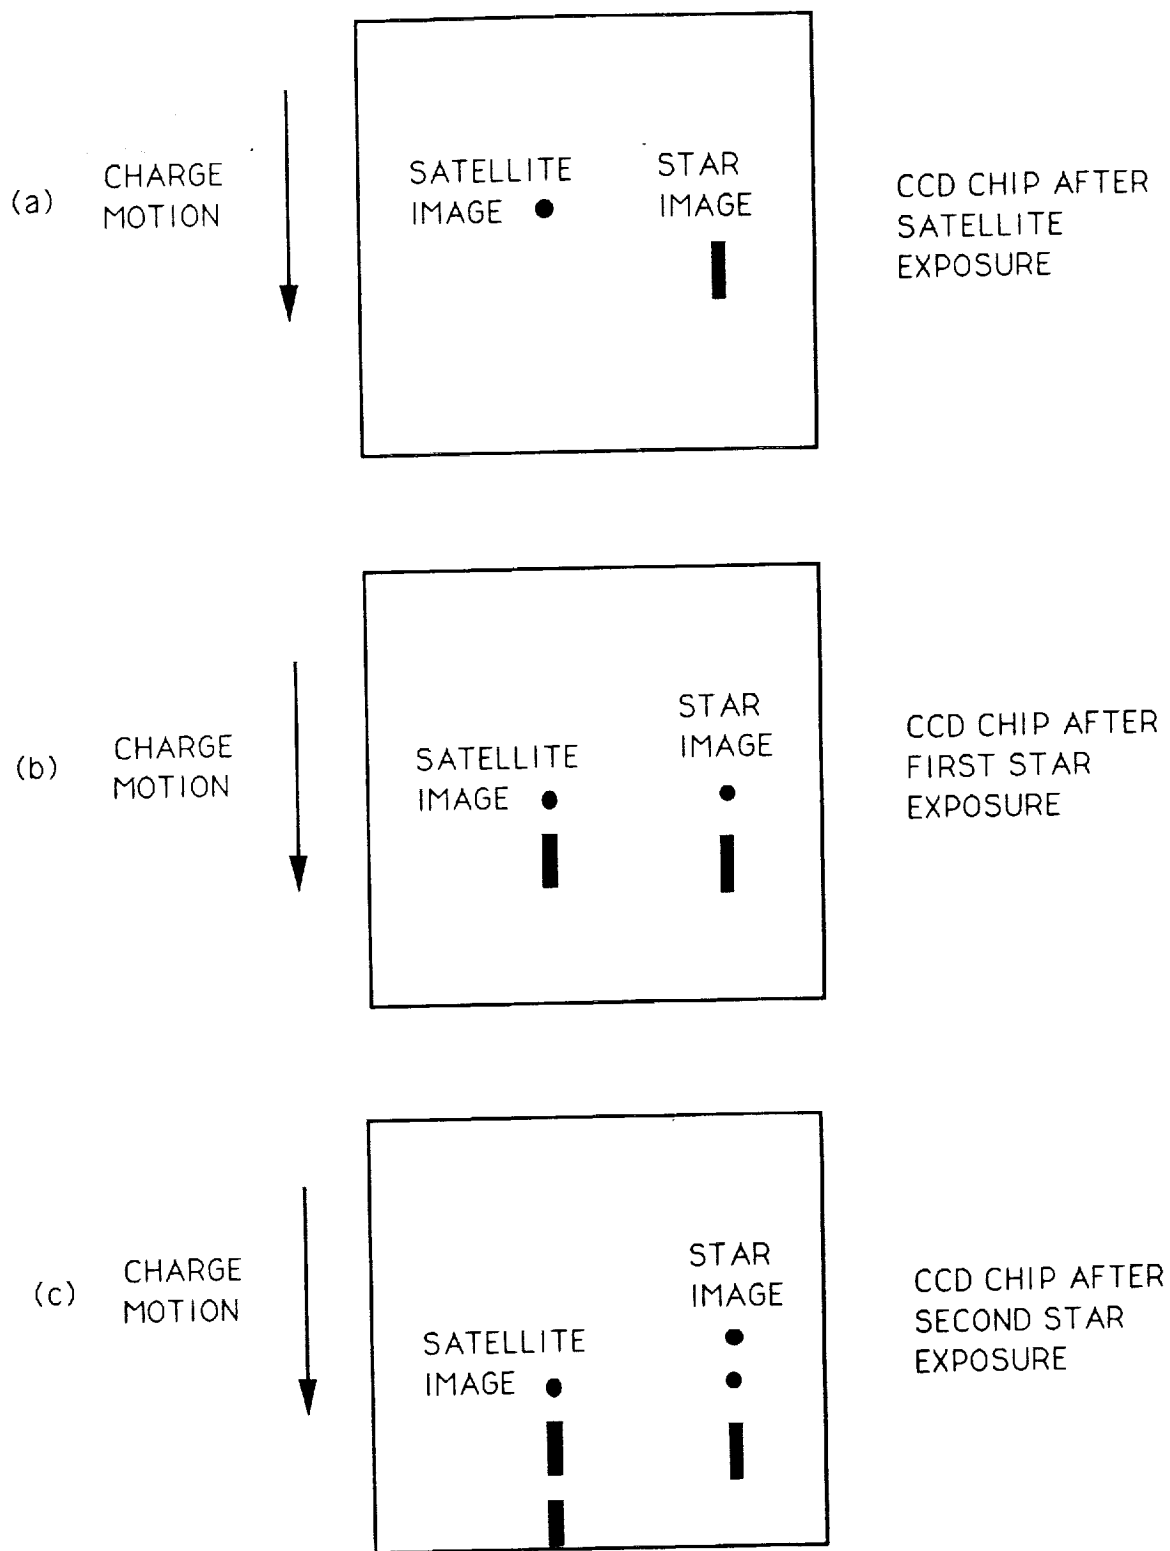 (a)
CHARGE
MOTION
SATELLITE
IMAGE
STAR
IMAGE
CCD CHIP AFTER
SATELLITE
EXPOSURE
(b)
CHARGE
MOTION
SATELLITE
IMAGE
STAR
IMAGE
CCD CHIP AFTER
FIRST STAR
EXPOSURE
(c)
CHARGE
MOTION
SATELLITE
IMAGE
STAR
IMAGE
CCD CHIP AFTER
SECOND STAR
EXPOSURE